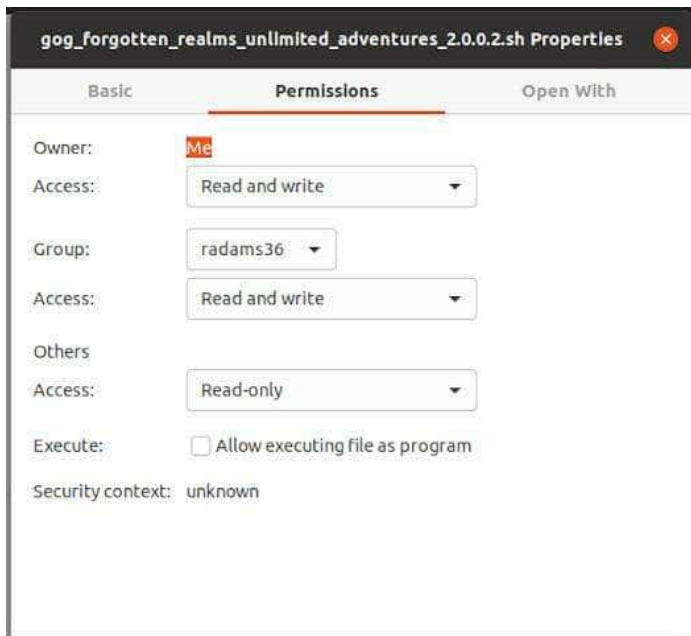 gog_forgotten_realms_unlimited_adventures_2.0.0.2.sh Properties
Basic Permissions Open With
Owner: Me
Access: Read and write
Group: radams36
Access: Read and write
Others
Access: Read-only
Execute: Allow executing file as program
Security context: unknown